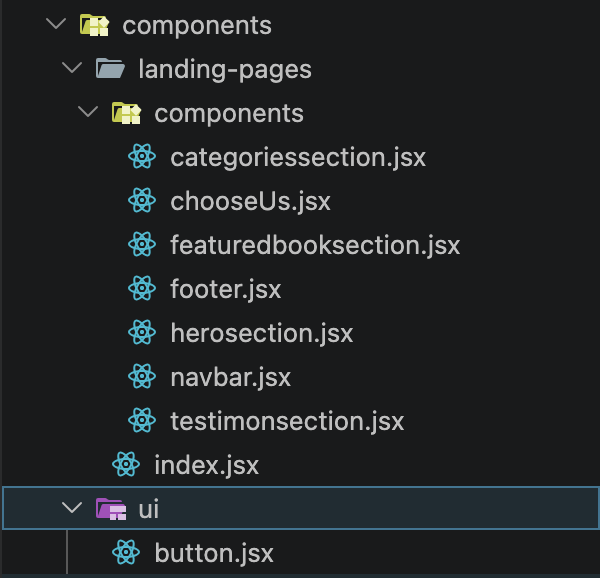 components
landing-pages
components
categoriessection.jsx
chooseUs.jsx
featuredbooksection.jsx
footer.jsx
herosection.jsx
navbar.jsx
testimonsection.jsx
index.jsx
ui
button.jsx